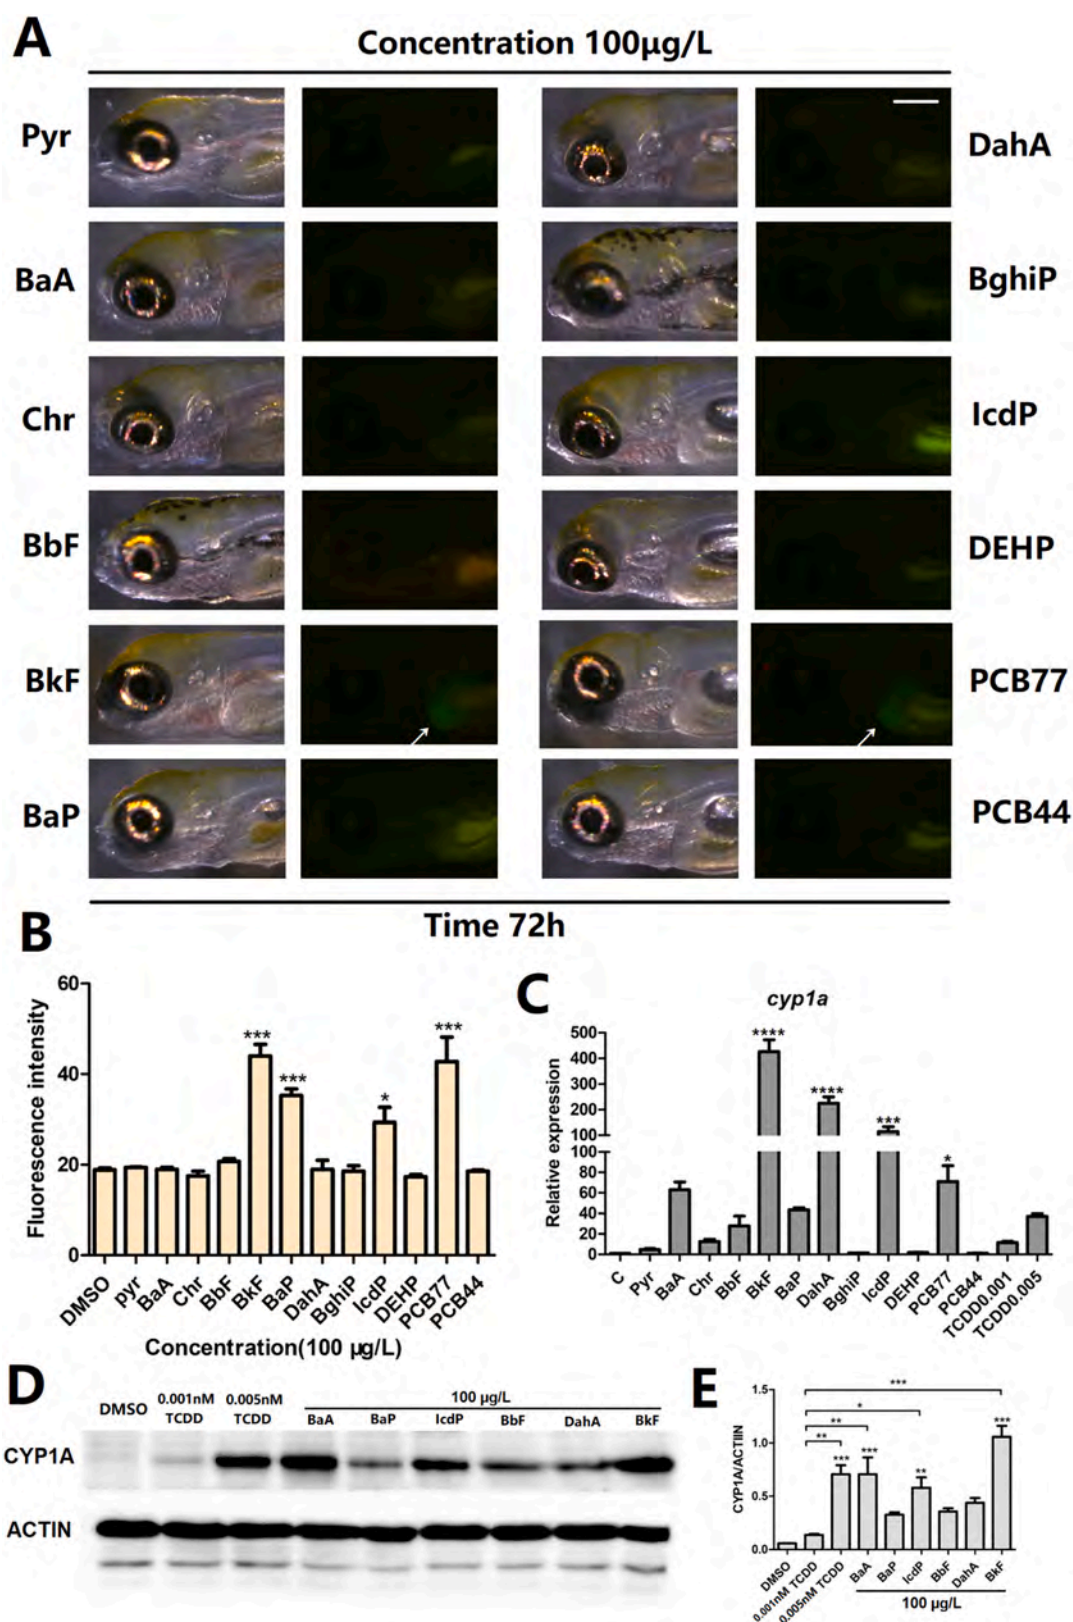 A
Concentration 100μg/L
Pyr
DahA
BaA
BghiP
Chr
IcdP
BbF
DEHP
BkF
PCB77
BaP
PCB44
Time 72h
B
Fluorescence intensity
60
40
20
0
***
***
*
***
DMSO
pyr
BaA
Chr
BbF
BkF
BaP
DahA
BghiP
IcdP
DEHP
PCB77
PCB44
Concentration(100 μg/L)
C
cyp1a
Relative expression
500
400
300
200
100
100
80
60
40
20
0
****
****
***
*
C
Pyr
BaA
Chr
BbF
BkF
BaP
DahA
BghiP
IcdP
DEHP
PCB77
PCB44
TCDD0.001
TCDD0.005
D
DMSO
0.001nM
TCDD
0.005nM
TCDD
100 μg/L
BaA
BaP
IcdP
BbF
DahA
BkF
CYP1A
ACTIN
E
CYP1A/ACTIIN
1.5
1.0
0.5
0.0
***
*
**
**
***
***
**
***
DMSO
0.001nM TCDD
0.005nM TCDD
BaA
BaP
IcdP
BbF
DahA
BkF
100 μg/L